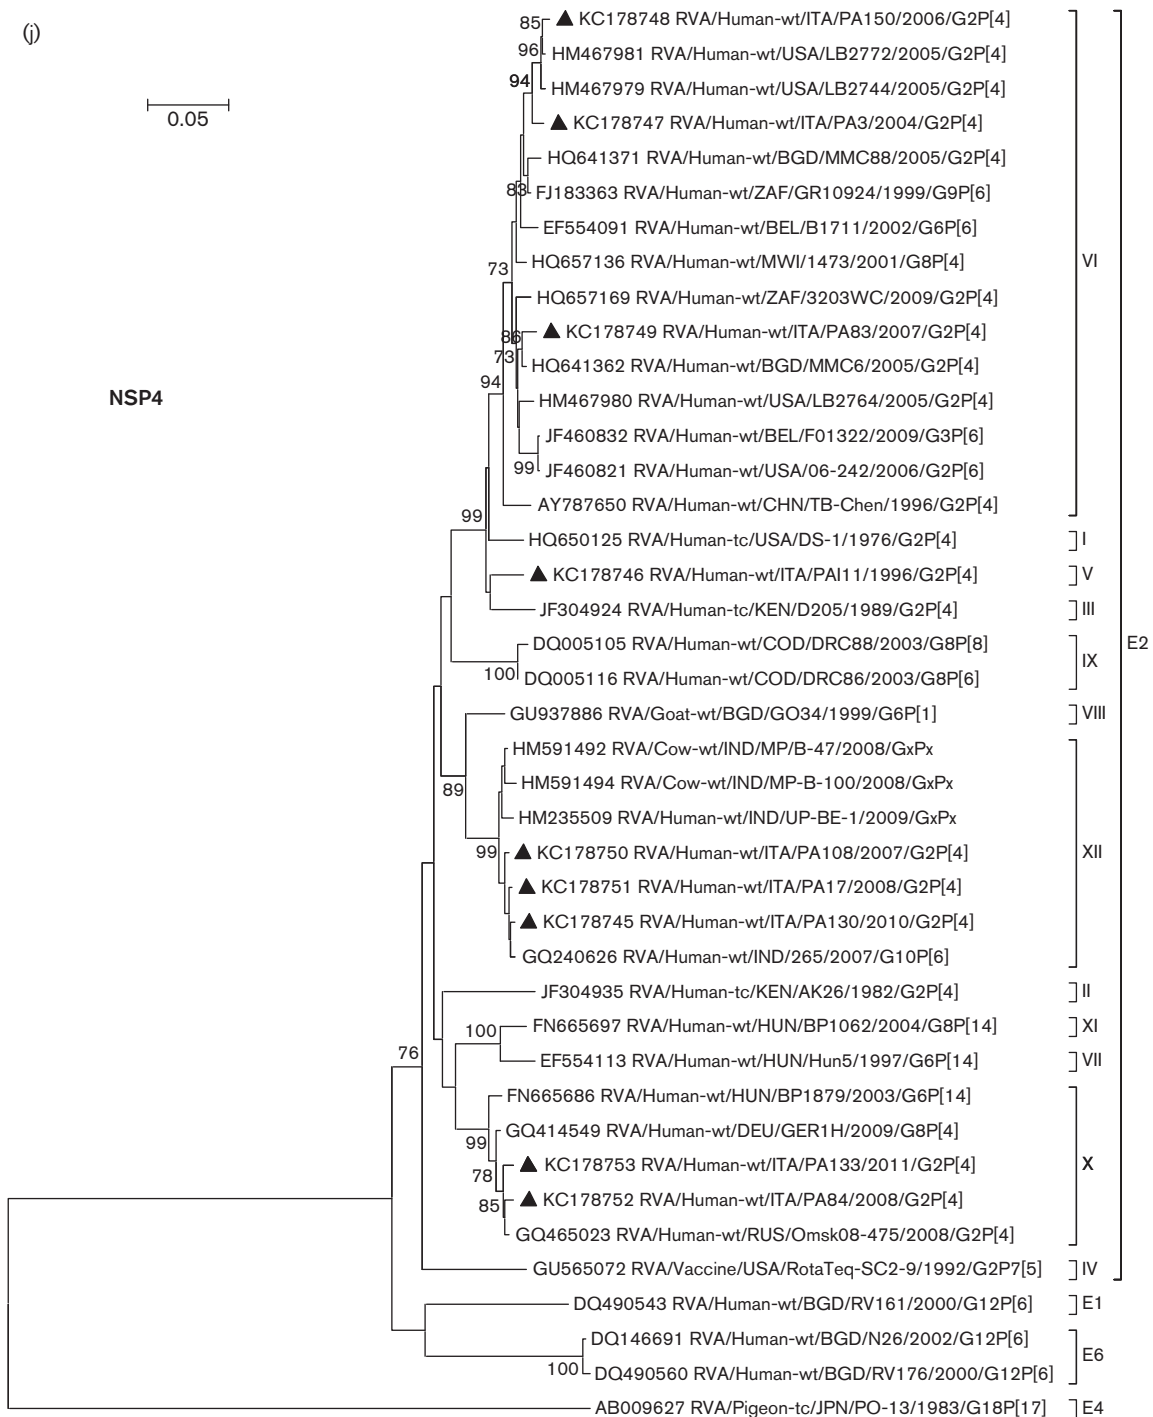 (j)
0.05
NSP4
85
▲ KC178748 RVA/Human-wt/ITA/PA150/2006/G2P[4]
96
HM467981 RVA/Human-wt/USA/LB2772/2005/G2P[4]
94
HM467979 RVA/Human-wt/USA/LB2744/2005/G2P[4]
▲ KC178747 RVA/Human-wt/ITA/PA3/2004/G2P[4]
HQ641371 RVA/Human-wt/BGD/MMC88/2005/G2P[4]
83
FJ183363 RVA/Human-wt/ZAF/GR10924/1999/G9P[6]
EF554091 RVA/Human-wt/BEL/B1711/2002/G6P[6]
73
HQ657136 RVA/Human-wt/MWI/1473/2001/G8P[4]
VI
HQ657169 RVA/Human-wt/ZAF/3203WC/2009/G2P[4]
86
▲ KC178749 RVA/Human-wt/ITA/PA83/2007/G2P[4]
73
HQ641362 RVA/Human-wt/BGD/MMC6/2005/G2P[4]
94
HM467980 RVA/Human-wt/USA/LB2764/2005/G2P[4]
JF460832 RVA/Human-wt/BEL/F01322/2009/G3P[6]
99
JF460821 RVA/Human-wt/USA/06-242/2006/G2P[6]
AY787650 RVA/Human-wt/CHN/TB-Chen/1996/G2P[4]
99
HQ650125 RVA/Human-tc/USA/DS-1/1976/G2P[4]
I
▲ KC178746 RVA/Human-wt/ITA/PAI11/1996/G2P[4]
V
JF304924 RVA/Human-tc/KEN/D205/1989/G2P[4]
III
DQ005105 RVA/Human-wt/COD/DRC88/2003/G8P[8]
IX
E2
100
DQ005116 RVA/Human-wt/COD/DRC86/2003/G8P[6]
GU937886 RVA/Goat-wt/BGD/GO34/1999/G6P[1]
VIII
HM591492 RVA/Cow-wt/IND/MP/B-47/2008/GxPx
89
HM591494 RVA/Cow-wt/IND/MP-B-100/2008/GxPx
HM235509 RVA/Human-wt/IND/UP-BE-1/2009/GxPx
99
▲ KC178750 RVA/Human-wt/ITA/PA108/2007/G2P[4]
XII
▲ KC178751 RVA/Human-wt/ITA/PA17/2008/G2P[4]
▲ KC178745 RVA/Human-wt/ITA/PA130/2010/G2P[4]
GQ240626 RVA/Human-wt/IND/265/2007/G10P[6]
JF304935 RVA/Human-tc/KEN/AK26/1982/G2P[4]
II
100
FN665697 RVA/Human-wt/HUN/BP1062/2004/G8P[14]
XI
76
EF554113 RVA/Human-wt/HUN/Hun5/1997/G6P[14]
VII
FN665686 RVA/Human-wt/HUN/BP1879/2003/G6P[14]
99
GQ414549 RVA/Human-wt/DEU/GER1H/2009/G8P[4]
78
▲ KC178753 RVA/Human-wt/ITA/PA133/2011/G2P[4]
X
85
▲ KC178752 RVA/Human-wt/ITA/PA84/2008/G2P[4]
GQ465023 RVA/Human-wt/RUS/Omsk08-475/2008/G2P[4]
GU565072 RVA/Vaccine/USA/RotaTeq-SC2-9/1992/G2P7[5]
IV
DQ490543 RVA/Human-wt/BGD/RV161/2000/G12P[6]
E1
DQ146691 RVA/Human-wt/BGD/N26/2002/G12P[6]
E6
100
DQ490560 RVA/Human-wt/BGD/RV176/2000/G12P[6]
AB009627 RVA/Pigeon-tc/JPN/PO-13/1983/G18P[17]
E4